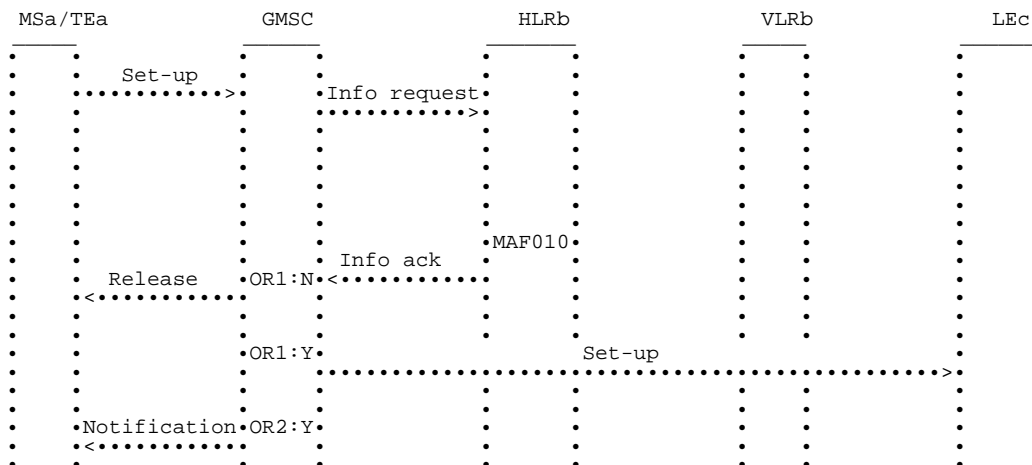 MSa/TEa GMSC HLRb VLRb LEc
Set-up
Info request
MAF010
Info ack
Release OR1:N
OR1:Y Set-up
Notification OR2:Y